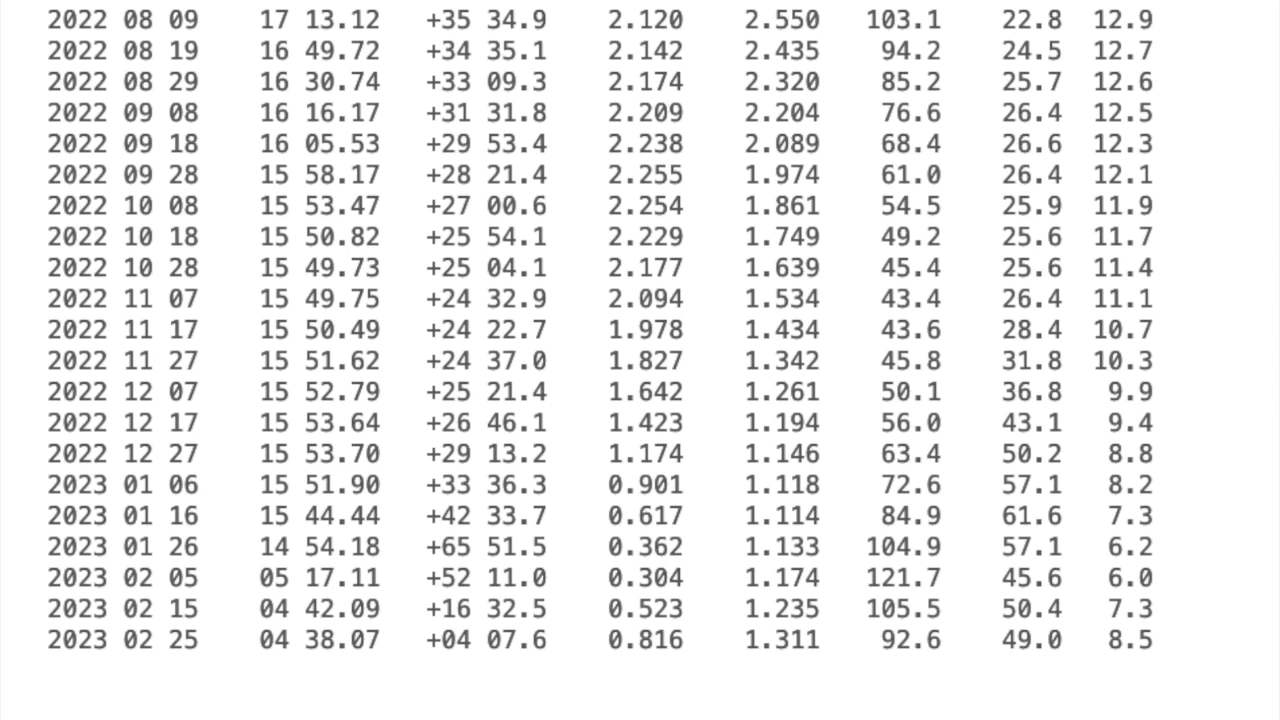 2022 08 09 17 13.12 +35 34.9 2.120 2.550 103.1 22.8 12.9
2022 08 19 16 49.72 +34 35.1 2.142 2.435 94.2 24.5 12.7
2022 08 29 16 30.74 +33 09.3 2.174 2.320 85.2 25.7 12.6
2022 09 08 16 16.17 +31 31.8 2.209 2.204 76.6 26.4 12.5
2022 09 18 16 05.53 +29 53.4 2.238 2.089 68.4 26.6 12.3
2022 09 28 15 58.17 +28 21.4 2.255 1.974 61.0 26.4 12.1
2022 10 08 15 53.47 +27 00.6 2.254 1.861 54.5 25.9 11.9
2022 10 18 15 50.82 +25 54.1 2.229 1.749 49.2 25.6 11.7
2022 10 28 15 49.73 +25 04.1 2.177 1.639 45.4 25.6 11.4
2022 11 07 15 49.75 +24 32.9 2.094 1.534 43.4 26.4 11.1
2022 11 17 15 50.49 +24 22.7 1.978 1.434 43.6 28.4 10.7
2022 11 27 15 51.62 +24 37.0 1.827 1.342 45.8 31.8 10.3
2022 12 07 15 52.79 +25 21.4 1.642 1.261 50.1 36.8 9.9
2022 12 17 15 53.64 +26 46.1 1.423 1.194 56.0 43.1 9.4
2022 12 27 15 53.70 +29 13.2 1.174 1.146 63.4 50.2 8.8
2023 01 06 15 51.90 +33 36.3 0.901 1.118 72.6 57.1 8.2
2023 01 16 15 44.44 +42 33.7 0.617 1.114 84.9 61.6 7.3
2023 01 26 14 54.18 +65 51.5 0.362 1.133 104.9 57.1 6.2
2023 02 05 05 17.11 +52 11.0 0.304 1.174 121.7 45.6 6.0
2023 02 15 04 42.09 +16 32.5 0.523 1.235 105.5 50.4 7.3
2023 02 25 04 38.07 +04 07.6 0.816 1.311 92.6 49.0 8.5